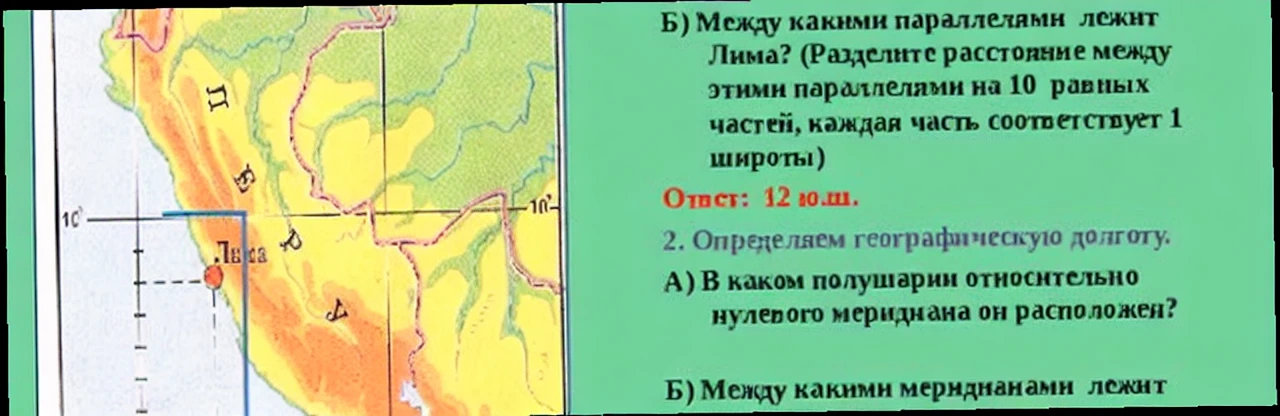 П
Е
Р
У
10°
10°
Лима
Б) Между какими параллелями лежит
Лима? (Разделите расстояние между
этими параллелями на 10 равных
частей, каждая часть соответствует 1
широты)
Ответ: 12 ю.ш.
2. Определяем географическую долготу.
А) В каком полушарии относительно
нулевого меридиана он расположен?
Б) Между какими меридианами лежит